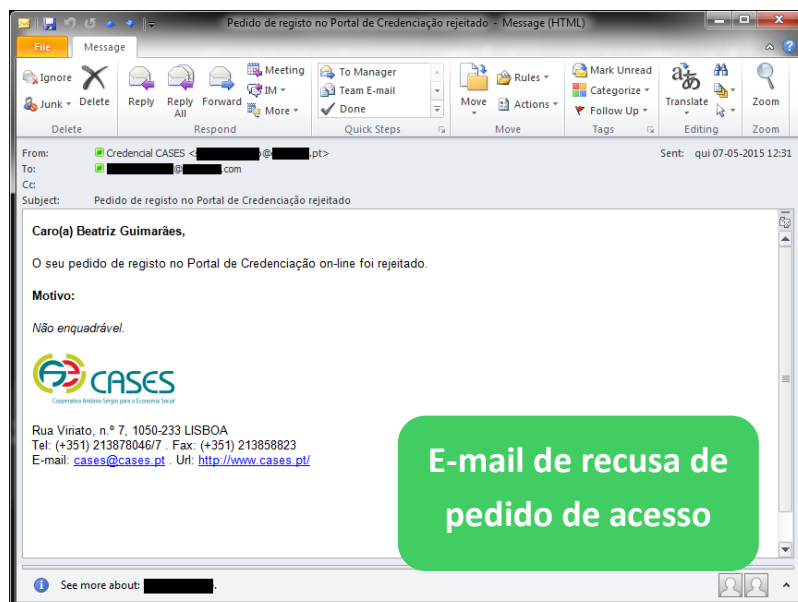 Pedido de registo no Portal de Credenciação rejeitado - Message (HTML)
File Message
Ignore
Junk
Delete
Reply
Reply All
Forward
Meeting
IM
More
To Manager
Team E-mail
Done
Move
Rules
Actions
Mark Unread
Categorize
Follow Up
Translate
Zoom
Delete Respond Quick Steps Move Tags Editing Zoom
From: Credencial CASES < @ .pt> Sent: qui 07-05-2015 12:31
To: @ .com
Cc:
Subject: Pedido de registo no Portal de Credenciação rejeitado
Caro(a) Beatriz Guimarães,
O seu pedido de registo no Portal de Credenciação on-line foi rejeitado.
Motivo:
Não enquadrável.
CASES
Cooperativa António Sérgio para a Economia Social
Rua Viriato, n.º 7, 1050-233 LISBOA
Tel: (+351) 213878046/7 . Fax: (+351) 213858823
E-mail: cases@cases.pt . Url: http://www.cases.pt/
E-mail de recusa de
pedido de acesso
See more about: .